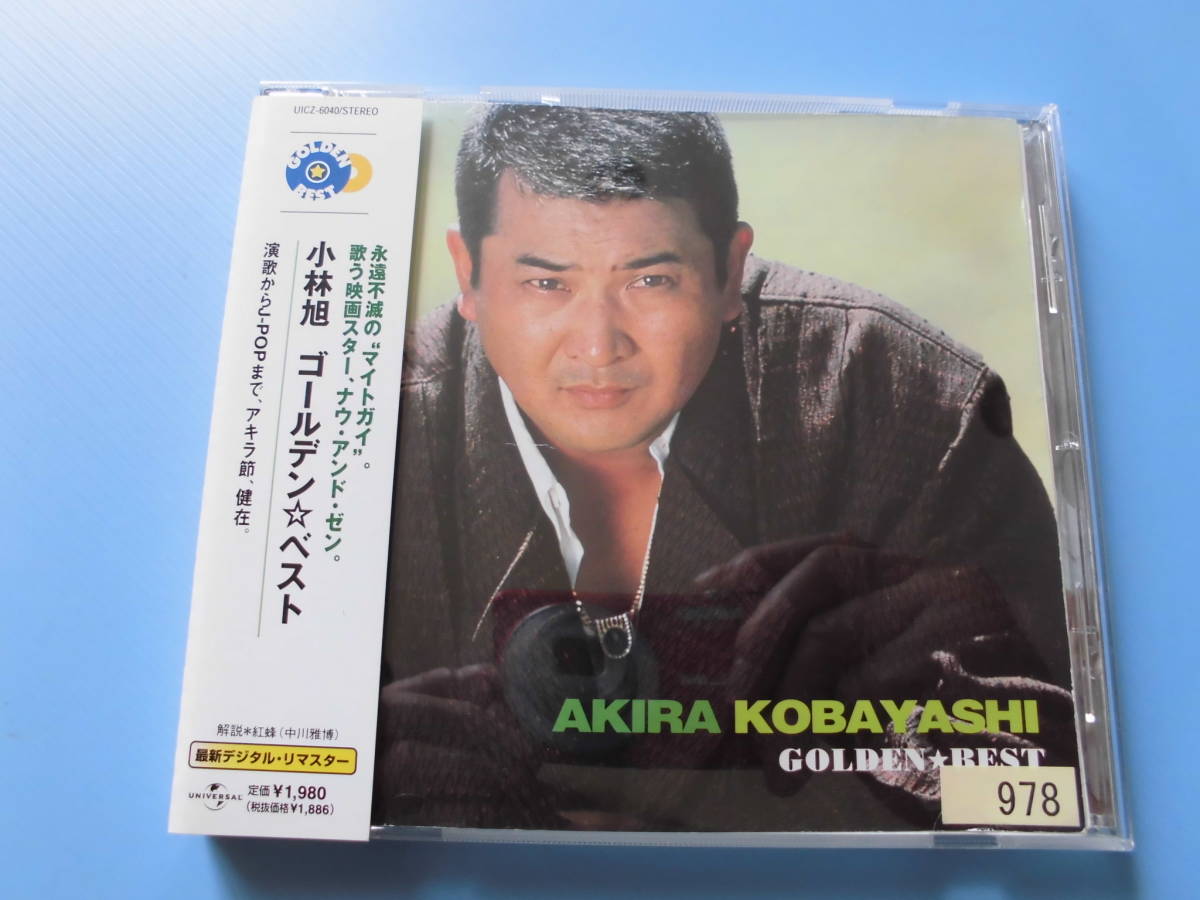 UICZ-6040/STEREO
GOLDEN
BEST
永遠不滅の“マイトガイ”。
歌う映画スター、ナウ・アンド・ゼン。
小林旭 ゴールデン☆ベスト
演歌からJ-POPまで、アキラ節、健在。
解説＊紅蜂(中川雅博)
最新デジタル・リマスター
UNIVERSAL
定価¥1,980
(税抜価格¥1,886)
AKIRA KOBAYASHI
GOLDEN★BEST
978